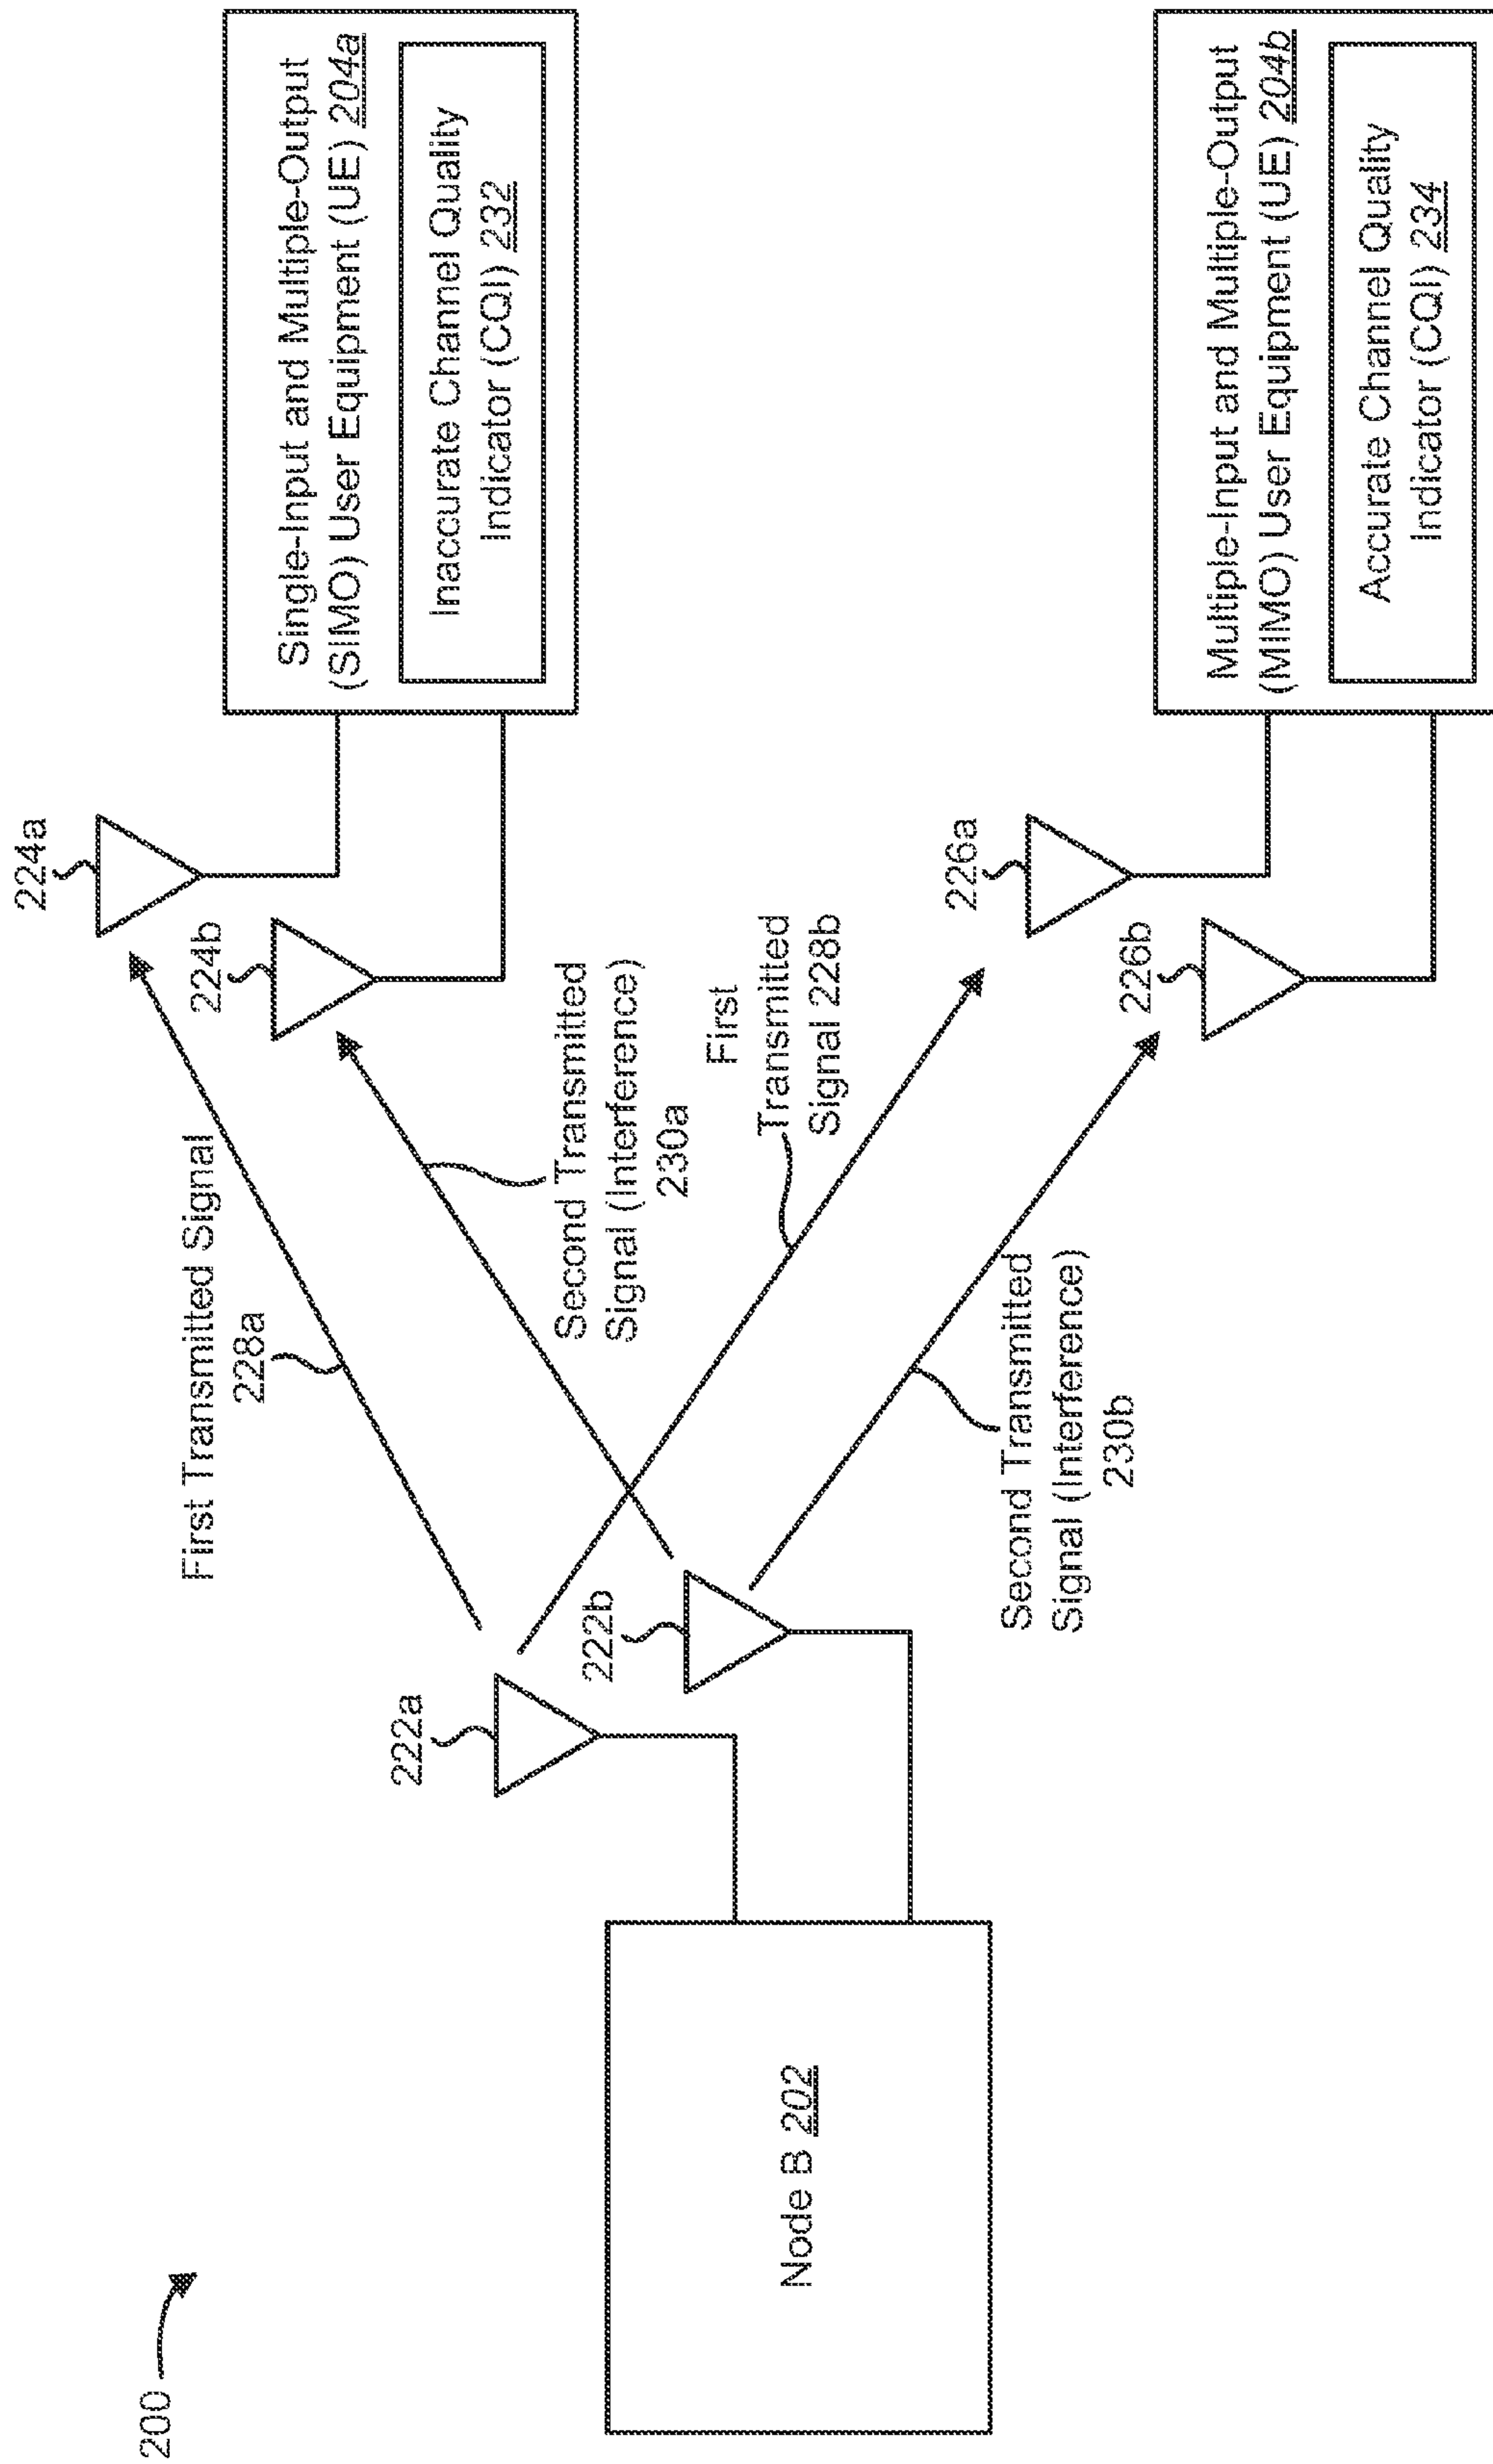 200
Node B 202
222a
222b
First Transmitted Signal
228a
Second Transmitted
Signal (Interference)
230a
First
Transmitted
Signal 228b
Second Transmitted
Signal (Interference)
230b
224a
224b
226a
226b
Single-Input and Multiple-Output
(SIMO) User Equipment (UE) 204a
Inaccurate Channel Quality
Indicator (CQI) 232
Multiple-Input and Multiple-Output
(MIMO) User Equipment (UE) 204b
Accurate Channel Quality
Indicator (CQI) 234